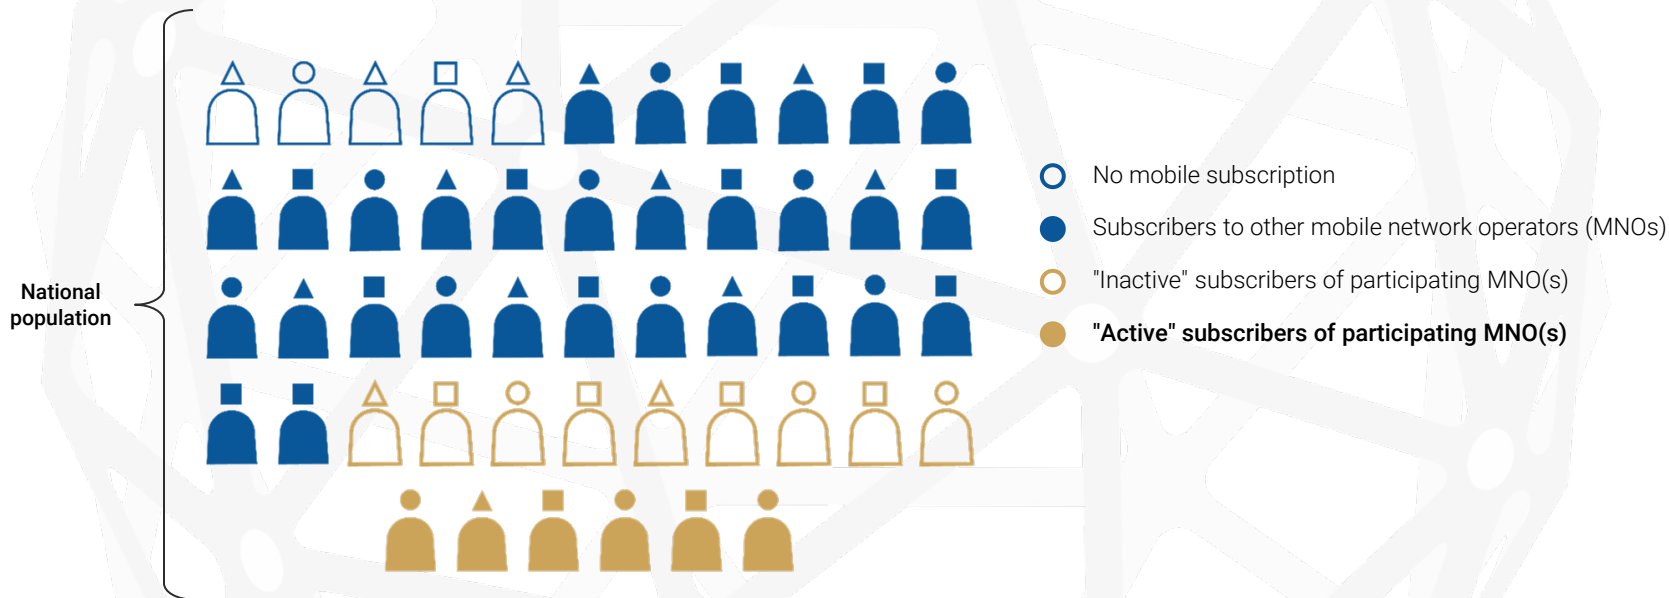 National
population
No mobile subscription
Subscribers to other mobile network operators (MNOs)
"Inactive" subscribers of participating MNO(s)
"Active" subscribers of participating MNO(s)